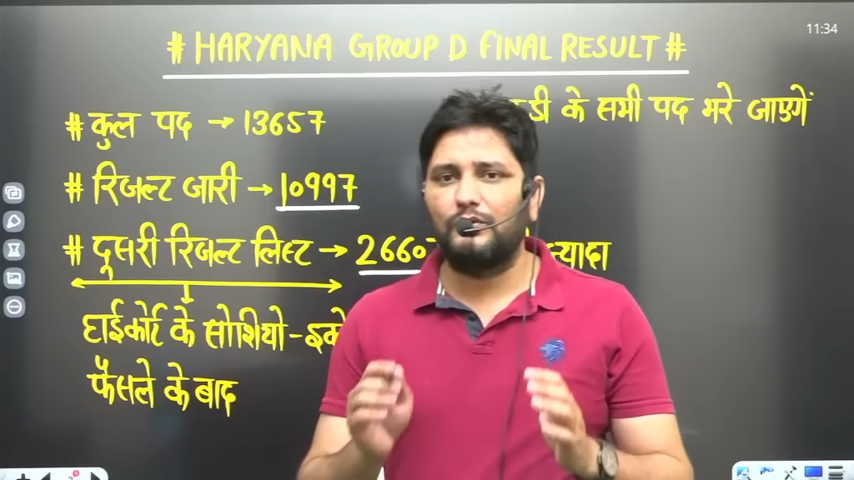 11:34
# HARYANA GROUP D FINAL RESULT #
डी के सभी पद भरे जाएगें
# कुल पद → 13657
# रिजल्ट जारी → 10997
# दूसरी रिजल्ट लिस्ट → 2660 ज्यादा
हाईकोर्ट के सोशियो-इको
फैसले के बाद